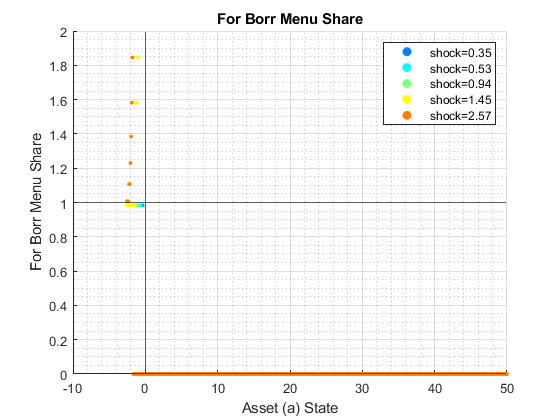 For Borr Menu Share
2
1.8
1.6
1.4
1.2
1
0.8
0.6
0.4
0.2
0
For Borr Menu Share
shock=0.35
shock=0.53
shock=0.94
shock=1.45
shock=2.57
-10 0 10 20 30 40 50
Asset (a) State